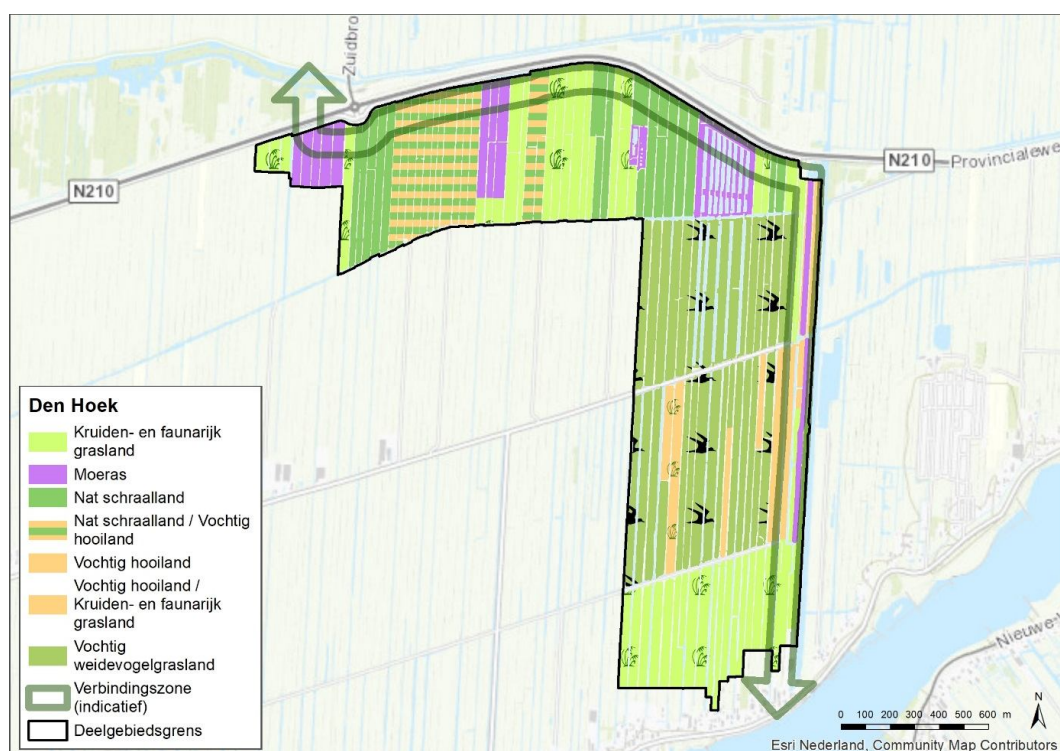 Zuidbro
N210
N210
Provincialewe
Den Hoek
Kruiden- en faunarijk
grasland
Moeras
Nat schraalland
Nat schraalland / Vochtig
hooiland
Vochtig hooiland
Vochtig hooiland /
Kruiden- en faunarijk
grasland
Vochtig
weidevogelgrasland
Verbindingszone
(indicatief)
Deelgebiedsgrens
N
0 100 200 300 400 500 600 m
Esri Nederland, Community Map Contributors